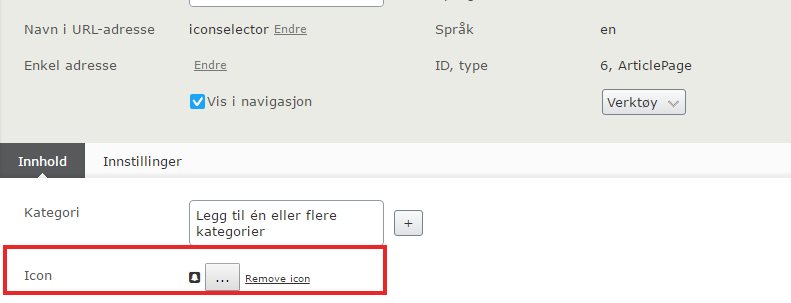 Navn i URL-adresse iconselector Endre Språk en
Enkel adresse Endre ID, type 6, ArticlePage
Vis i navigasjon Verktøy
Innhold Innstillinger
Kategori Legg til én eller flere
kategorier +
Icon ... Remove icon